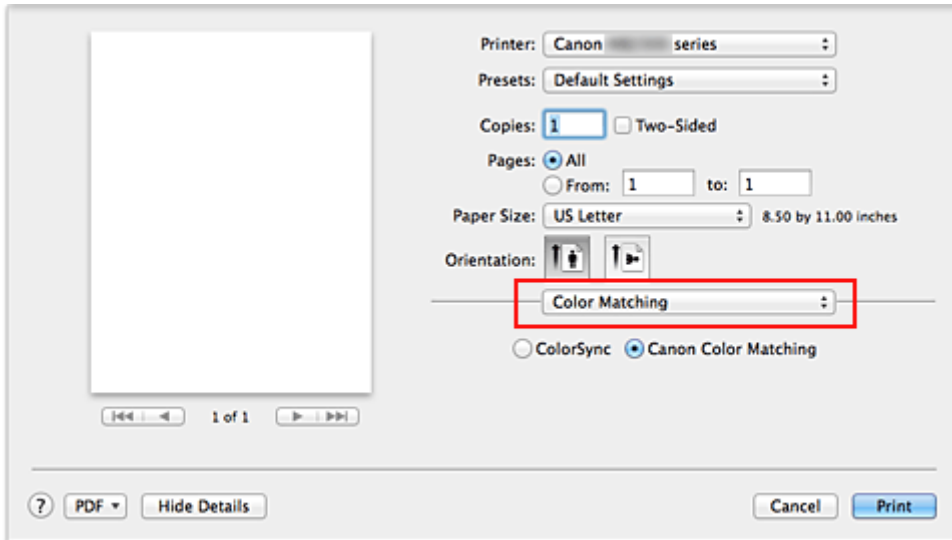 Printer: Canon series
Presets: Default Settings
Copies: 1 Two-Sided
Pages: All
From: 1 to: 1
Paper Size: US Letter 8.50 by 11.00 inches
Orientation:
Color Matching
ColorSync Canon Color Matching
1 of 1
? PDF Hide Details Cancel Print